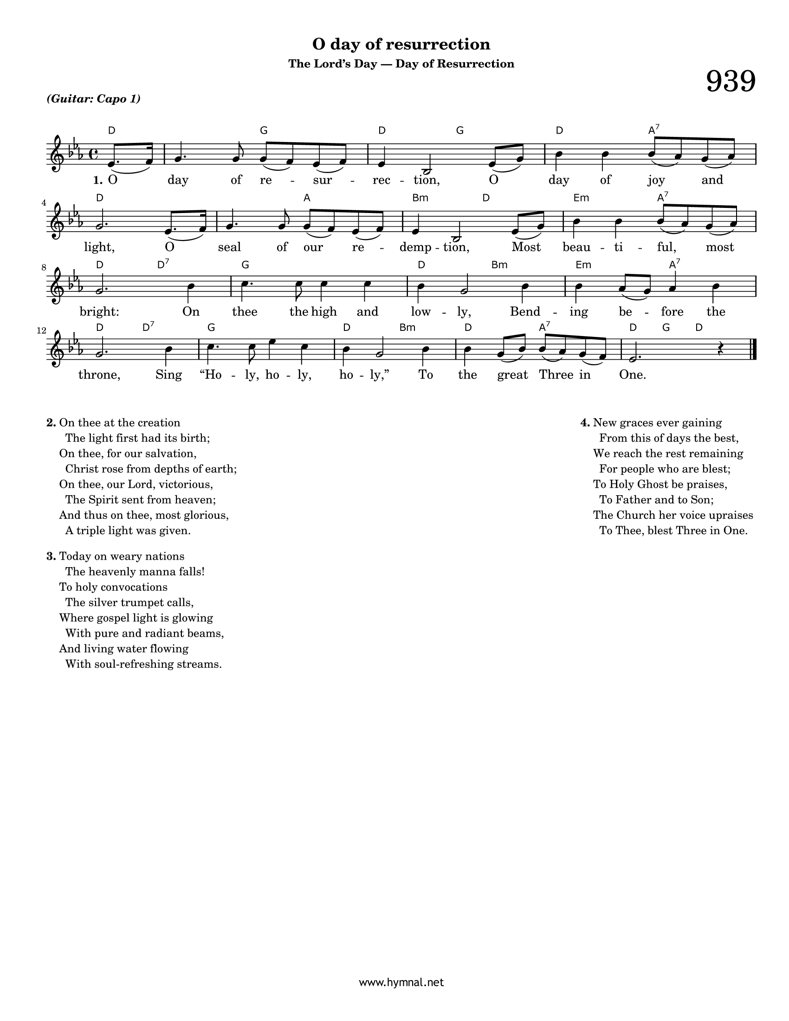 O day of resurrection
The Lord's Day — Day of Resurrection
939
(Guitar: Capo 1)
D G D G D A7
1. O day of re - sur - rec - tion, O day of joy and
4
D A Bm D Em A7
light, O seal of our re - demp - tion, Most beau - ti - ful, most
8
D D7 G D Bm Em A7
bright: On thee the high and low - ly, Bend - ing be - fore the
12
D D7 G D Bm D A7 D G D
throne, Sing “Ho - ly, ho - ly, ho - ly,” To the great Three in One.
2. On thee at the creation
The light first had its birth;
On thee, for our salvation,
Christ rose from depths of earth;
On thee, our Lord, victorious,
The Spirit sent from heaven;
And thus on thee, most glorious,
A triple light was given.
3. Today on weary nations
The heavenly manna falls!
To holy convocations
The silver trumpet calls,
Where gospel light is glowing
With pure and radiant beams,
And living water flowing
With soul-refreshing streams.
4. New graces ever gaining
From this of days the best,
We reach the rest remaining
For people who are blest;
To Holy Ghost be praises,
To Father and to Son;
The Church her voice upraises
To Thee, blest Three in One.
www.hymnal.net